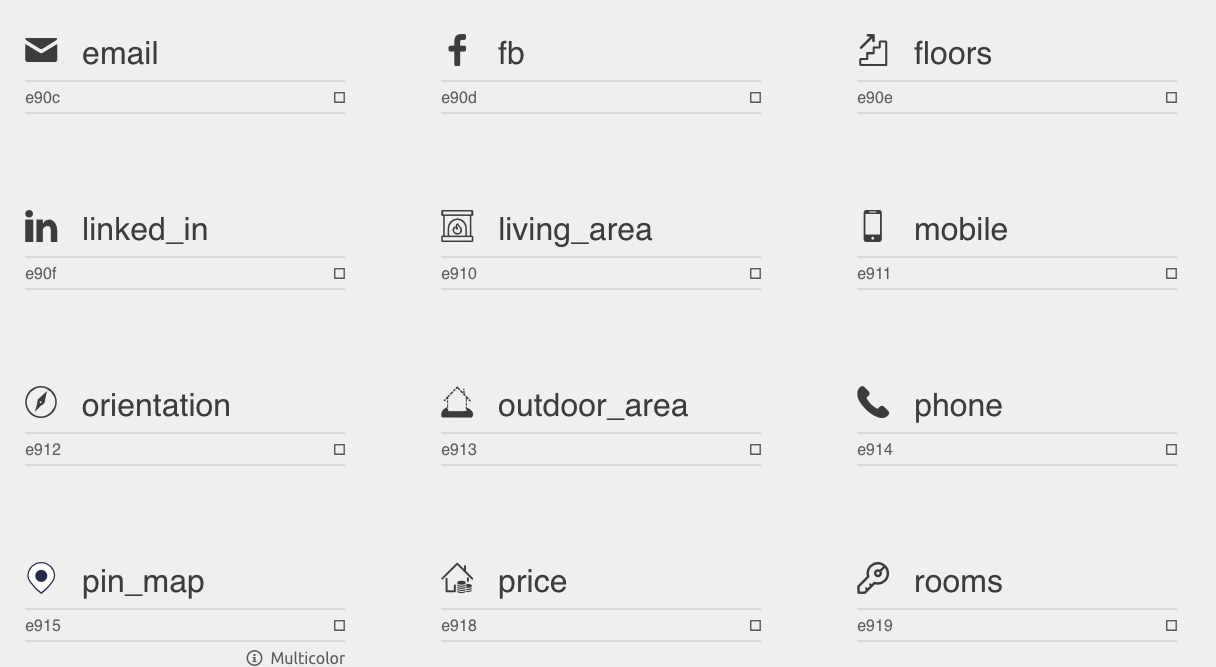 email fb floors
e90c e90d e90e
linked_in living_area mobile
e90f e910 e911
orientation outdoor_area phone
e912 e913 e914
pin_map price rooms
e915 e918 e919
Multicolor